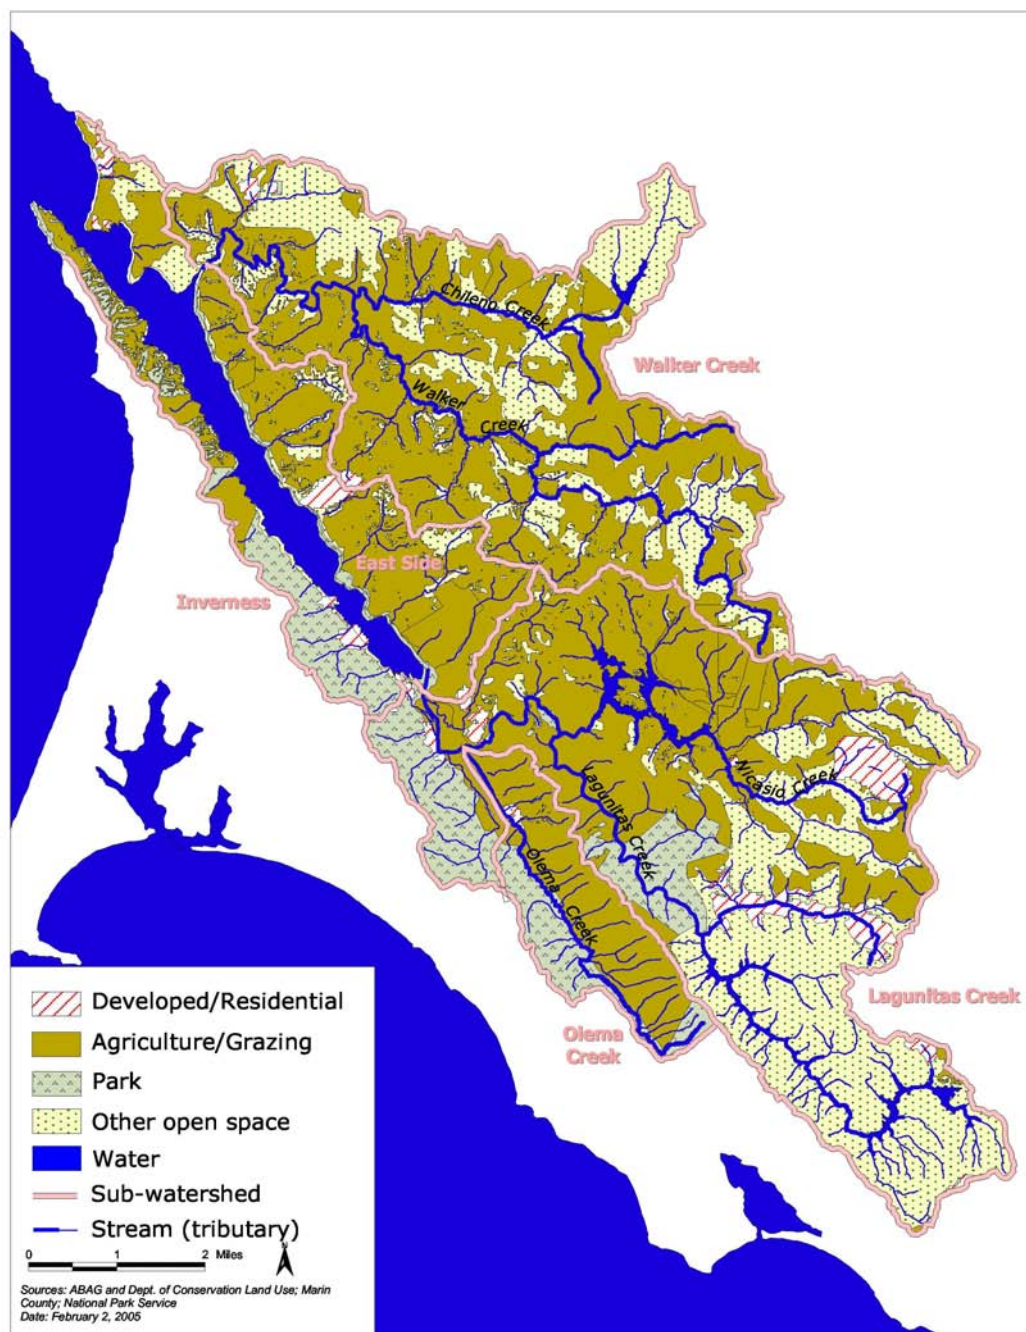 Chileno Creek
Walker Creek
Walker
Creek
East Side
Inverness
Nicasio Creek
Lagunitas Creek
Olema Creek
Lagunitas Creek
Olema
Creek
Developed/Residential
Agriculture/Grazing
Park
Other open space
Water
Sub-watershed
Stream (tributary)
0 1 2 Miles
N
Sources: ABAG and Dept. of Conservation Land Use; Marin
County; National Park Service
Date: February 2, 2005